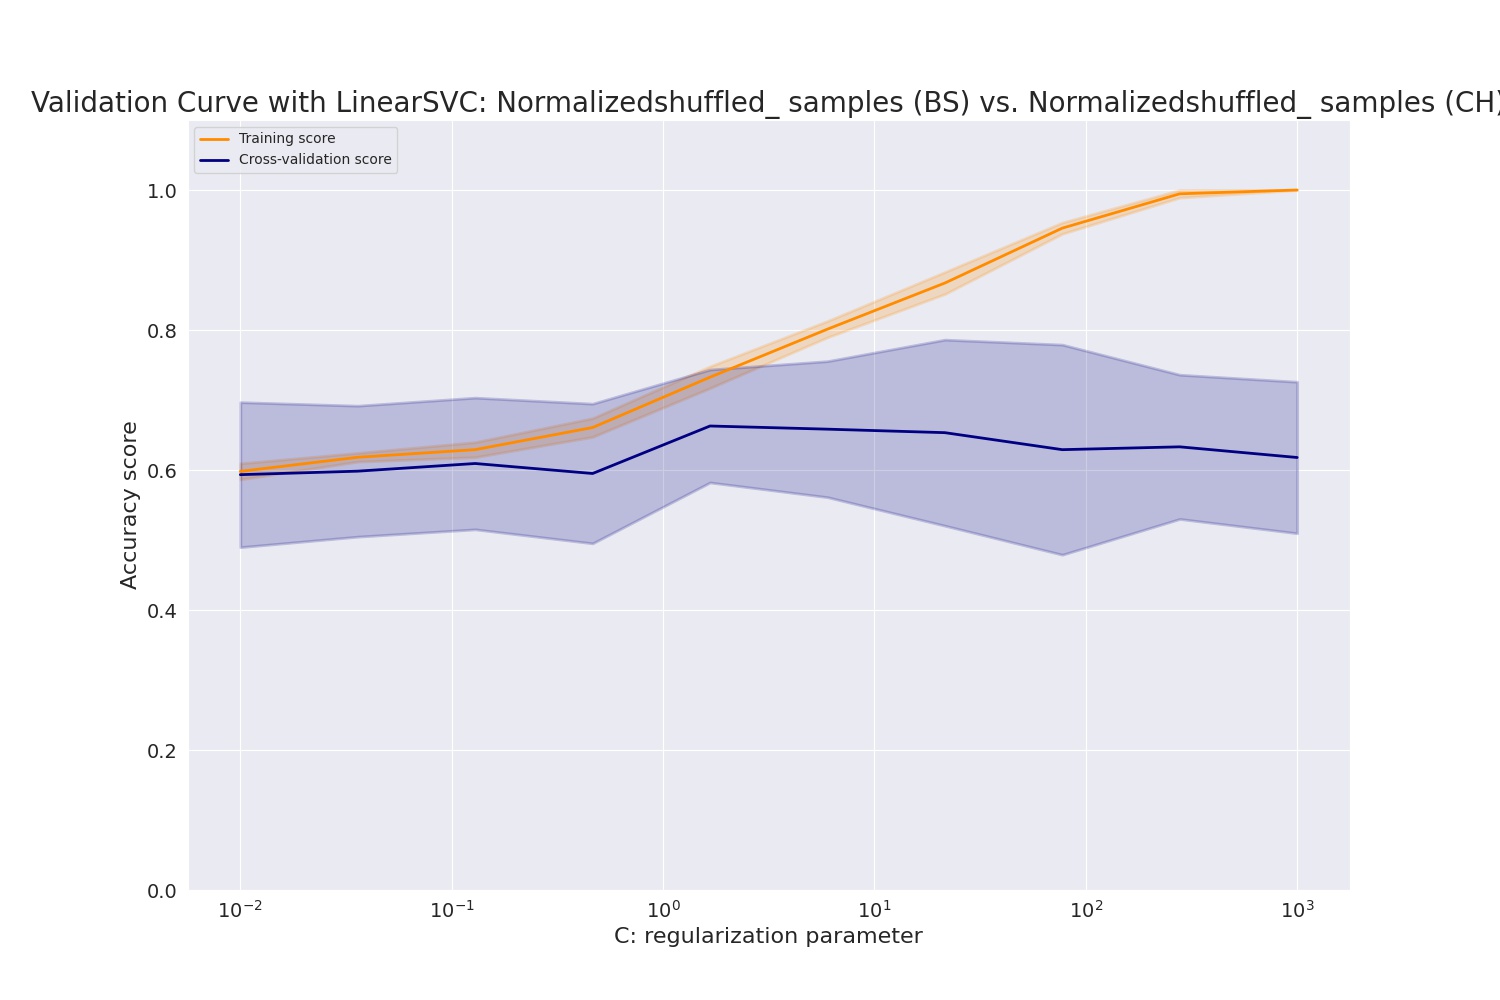 Validation Curve with LinearSVC: Normalizedshuffled_ samples (BS) vs. Normalizedshuffled_ samples (CH)
Training score
Cross-validation score
1.0
0.8
0.6
0.4
0.2
0.0
Accuracy score
10⁻² 10⁻¹ 10⁰ 10¹ 10² 10³
C: regularization parameter